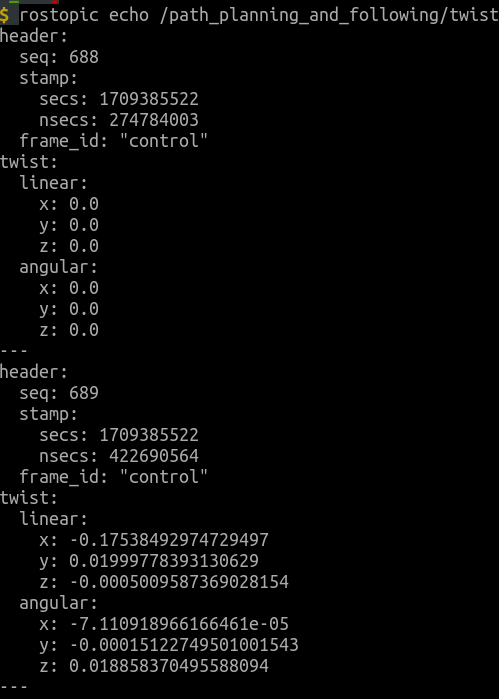 $ rostopic echo /path_planning_and_following/twist
header:
  seq: 688
  stamp:
    secs: 1709385522
    nsecs: 274784003
  frame_id: "control"
twist:
  linear:
    x: 0.0
    y: 0.0
    z: 0.0
  angular:
    x: 0.0
    y: 0.0
    z: 0.0
---
header:
  seq: 689
  stamp:
    secs: 1709385522
    nsecs: 422690564
  frame_id: "control"
twist:
  linear:
    x: -0.17538492974729497
    y: 0.01999778393130629
    z: -0.0005009587369028154
  angular:
    x: -7.110918966166461e-05
    y: -0.00015122749501001543
    z: 0.018858370495588094
---